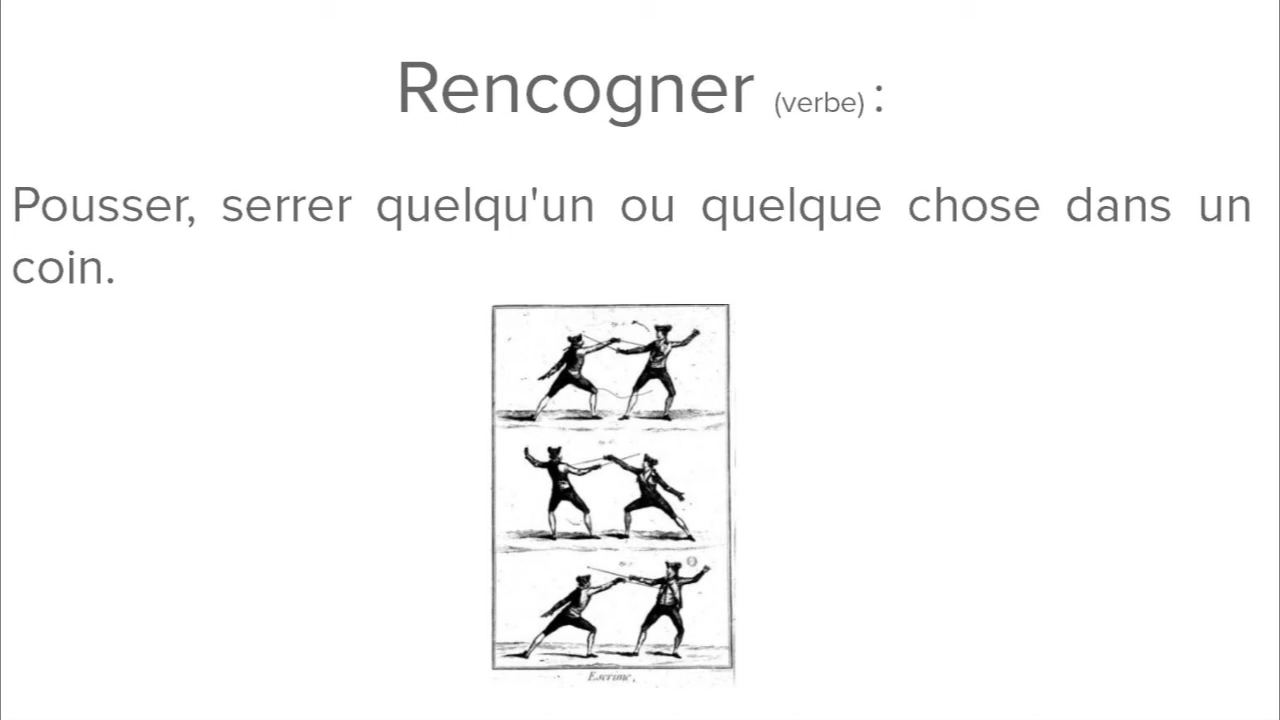 Rencogner (verbe) :
Pousser, serrer quelqu'un ou quelque chose dans un
coin.
Escrime,